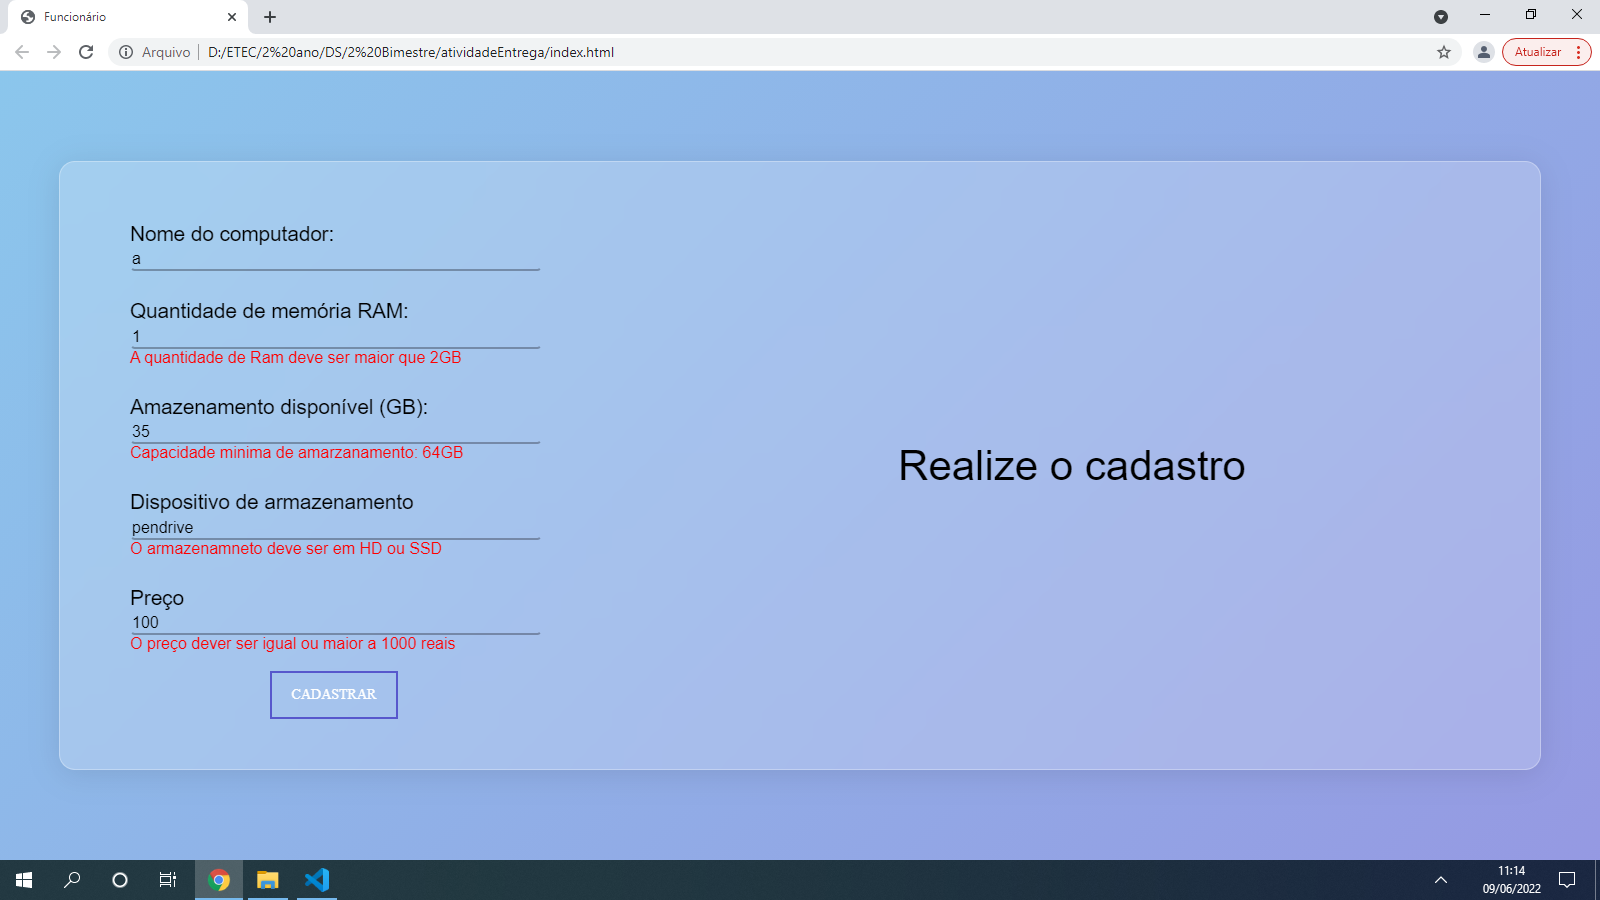 Funcionário
Arquivo
D:/ETEC/2%20ano/DS/2%20Bimestre/atividadeEntrega/index.html
Atualizar
Nome do computador:
a
Quantidade de memória RAM:
1
A quantidade de Ram deve ser maior que 2GB
Amazenamento disponível (GB):
35
Capacidade minima de amarzanamento: 64GB
Dispositivo de armazenamento
pendrive
O armazenamneto deve ser em HD ou SSD
Preço
100
O preço dever ser igual ou maior a 1000 reais
CADASTRAR
Realize o cadastro
11:14
09/06/2022